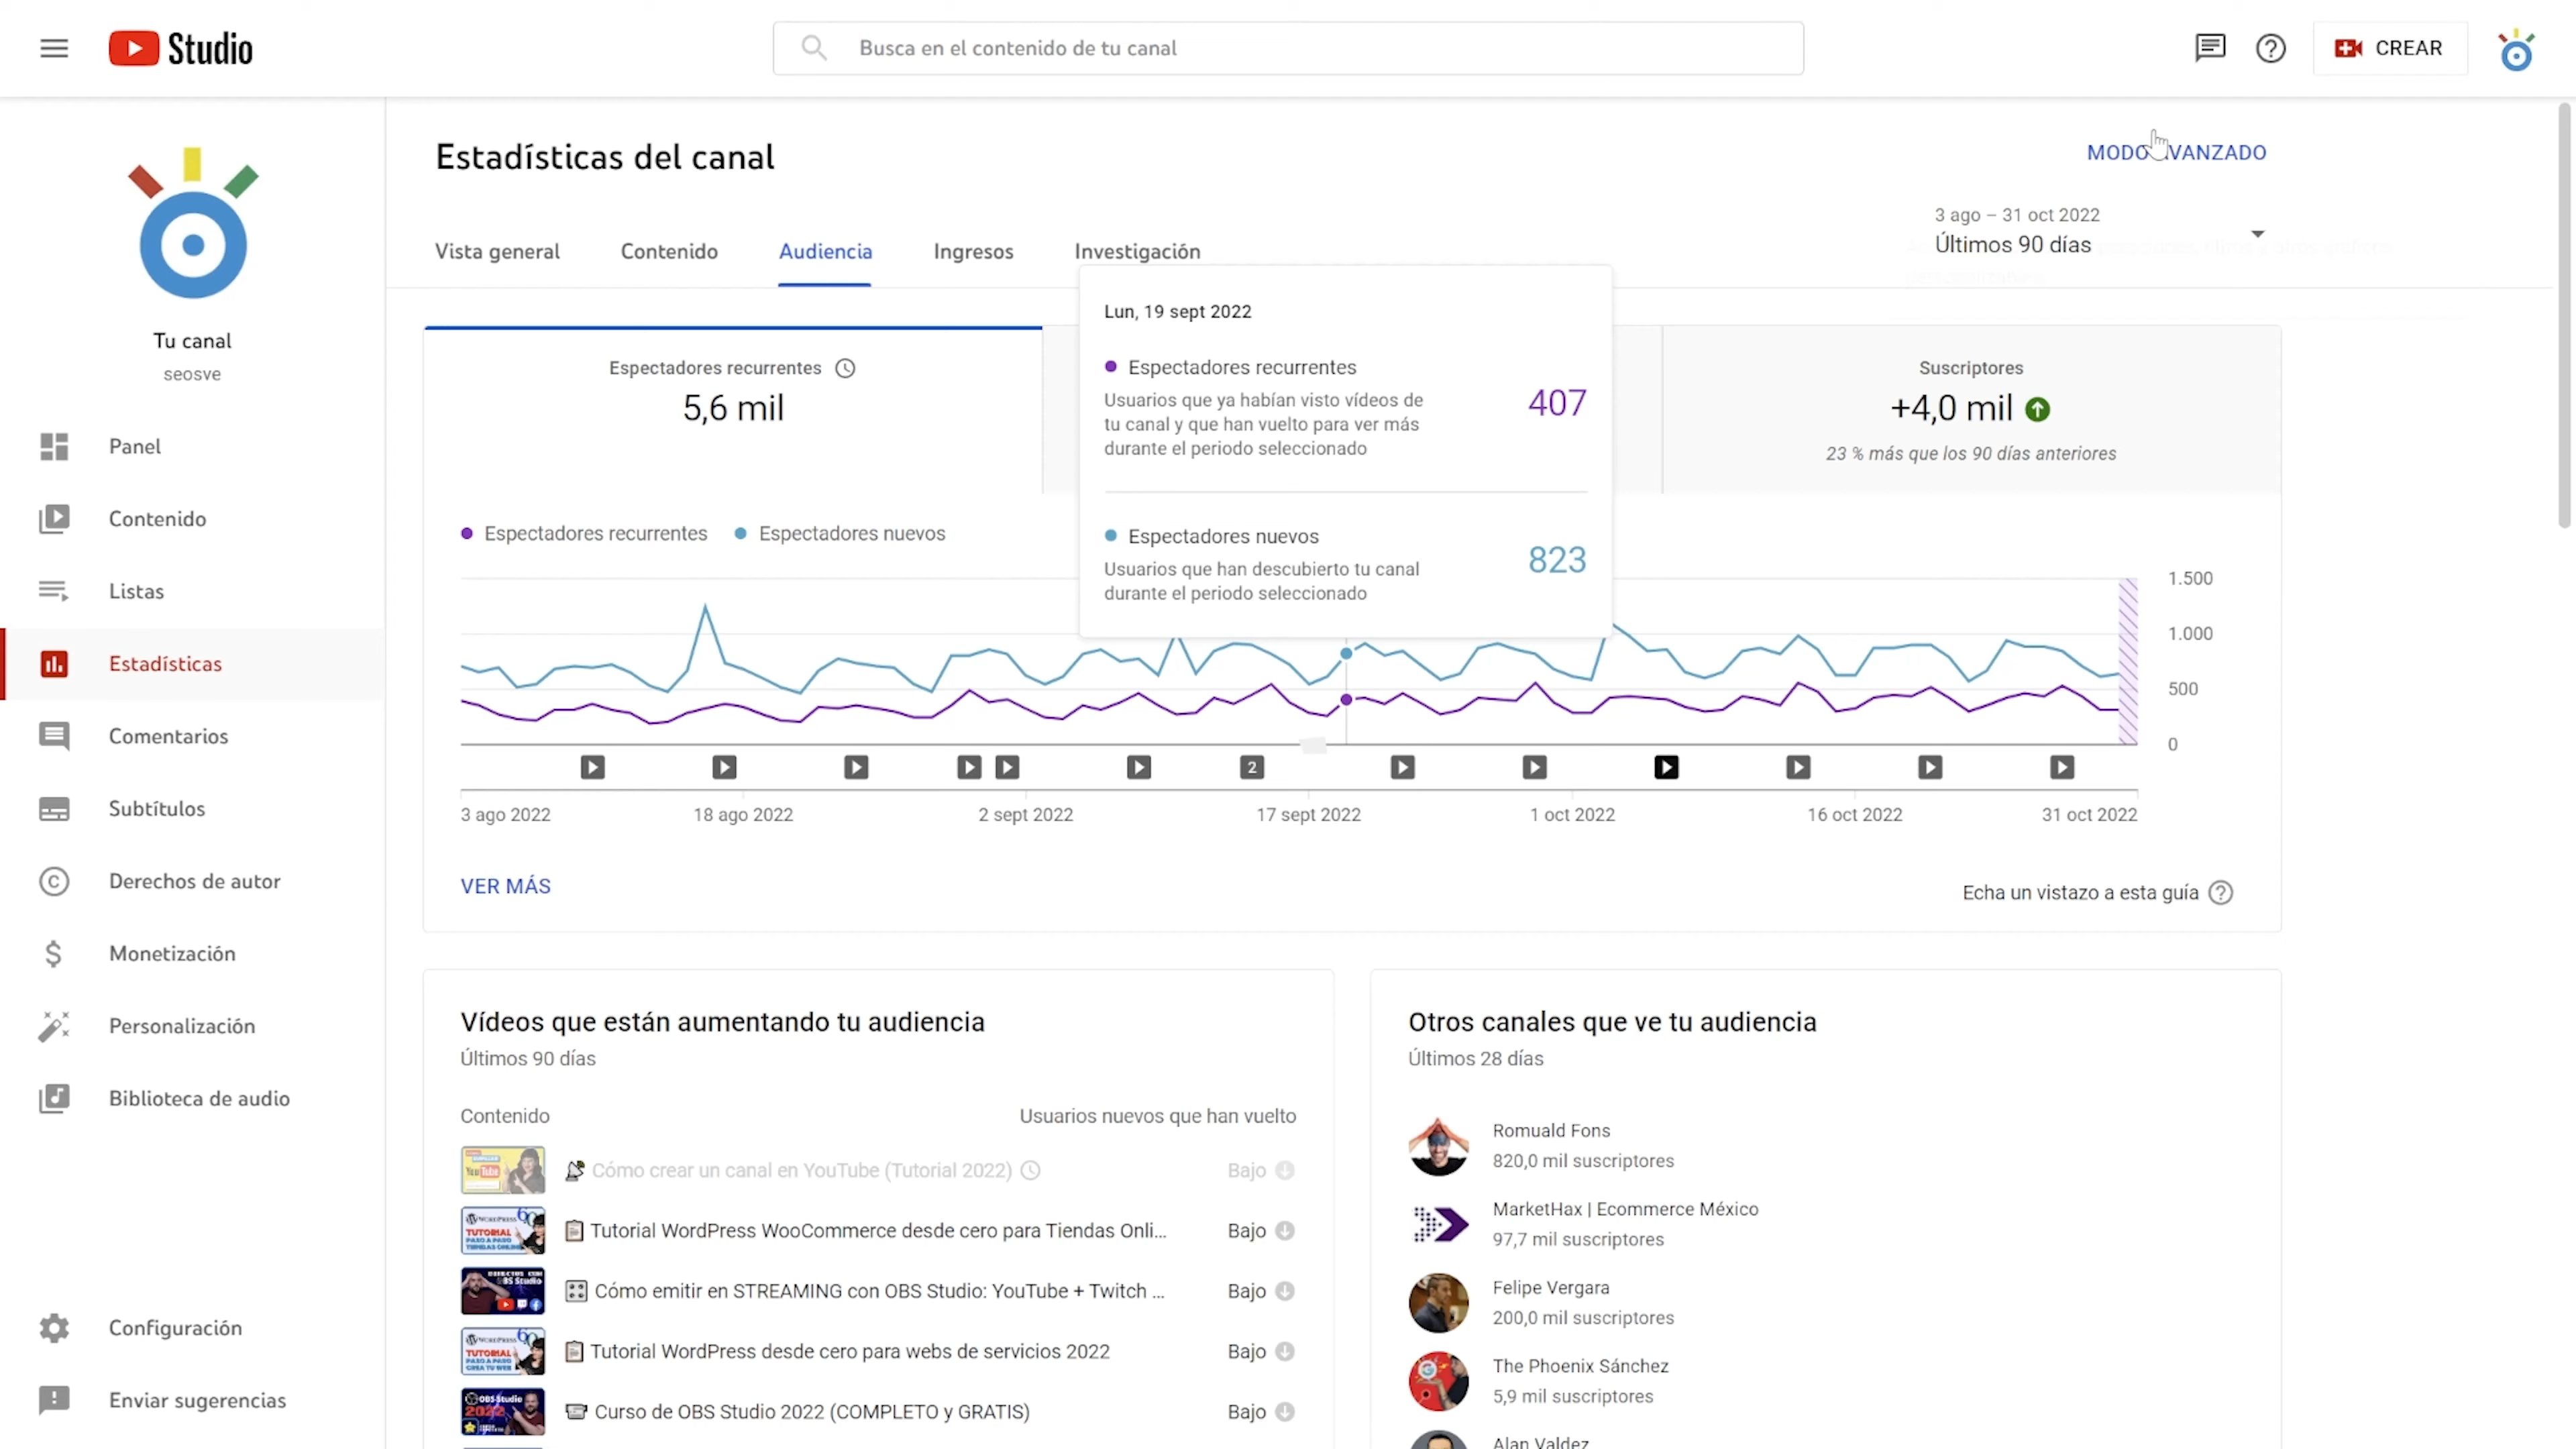 Studio
Busca en el contenido de tu canal
CREAR
Tu canal
seosve
Panel
Contenido
Listas
Estadísticas
Comentarios
Subtítulos
Derechos de autor
Monetización
Personalización
Biblioteca de audio
Configuración
Enviar sugerencias
Estadísticas del canal
MODO AVANZADO
3 ago – 31 oct 2022
Últimos 90 días
Vista general
Contenido
Audiencia
Ingresos
Investigación
Espectadores recurrentes
5,6 mil
Suscriptores
+4,0 mil
23 % más que los 90 días anteriores
Lun, 19 sept 2022
Espectadores recurrentes
Usuarios que ya habían visto vídeos de
tu canal y que han vuelto para ver más
durante el periodo seleccionado
407
Espectadores nuevos
Usuarios que han descubierto tu canal
durante el periodo seleccionado
823
Espectadores recurrentes
Espectadores nuevos
1.500
1.000
500
0
2
3 ago 2022
18 ago 2022
2 sept 2022
17 sept 2022
1 oct 2022
16 oct 2022
31 oct 2022
VER MÁS
Echa un vistazo a esta guía
Vídeos que están aumentando tu audiencia
Últimos 90 días
Contenido
Usuarios nuevos que han vuelto
Cómo crear un canal en YouTube (Tutorial 2022)
Bajo
Tutorial WordPress WooCommerce desde cero para Tiendas Onli...
Bajo
Cómo emitir en STREAMING con OBS Studio: YouTube + Twitch ...
Bajo
Tutorial WordPress desde cero para webs de servicios 2022
Bajo
Curso de OBS Studio 2022 (COMPLETO y GRATIS)
Bajo
Otros canales que ve tu audiencia
Últimos 28 días
Romuald Fons
820,0 mil suscriptores
MarketHax | Ecommerce México
97,7 mil suscriptores
Felipe Vergara
200,0 mil suscriptores
The Phoenix Sánchez
5,9 mil suscriptores
Alan Valdez